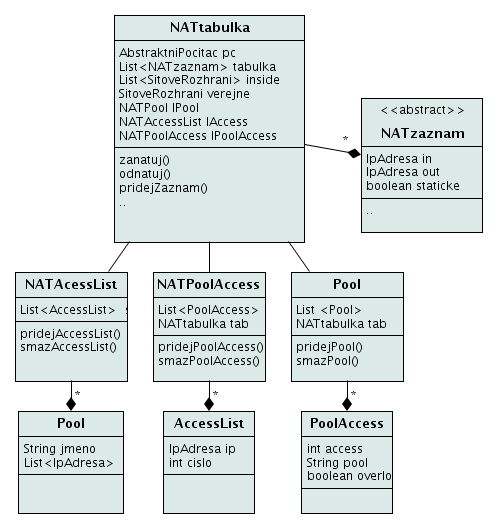 NATtabulka
AbstraktniPocitac pc
List<NATzaznam> tabulka
List<SitoveRozhrani> inside
SitoveRozhrani verejne
NATPool lPool
NATAccessList lAccess
NATPoolAccess lPoolAccess
zanatuj()
odnatuj()
pridejZaznam()
..
*
<<abstract>>
NATzaznam
IpAdresa in
IpAdresa out
boolean staticke
..
NATAcessList
List<AccessList>
pridejAccessList()
smazAccessList()
NATPoolAccess
List<PoolAccess>
NATtabulka tab
pridejPoolAccess()
smazPoolAccess()
Pool
List <Pool>
NATtabulka tab
pridejPool()
smazPool()
*
*
*
Pool
String jmeno
List<IpAdresa>
AccessList
IpAdresa ip
int cislo
PoolAccess
int access
String pool
boolean overlo